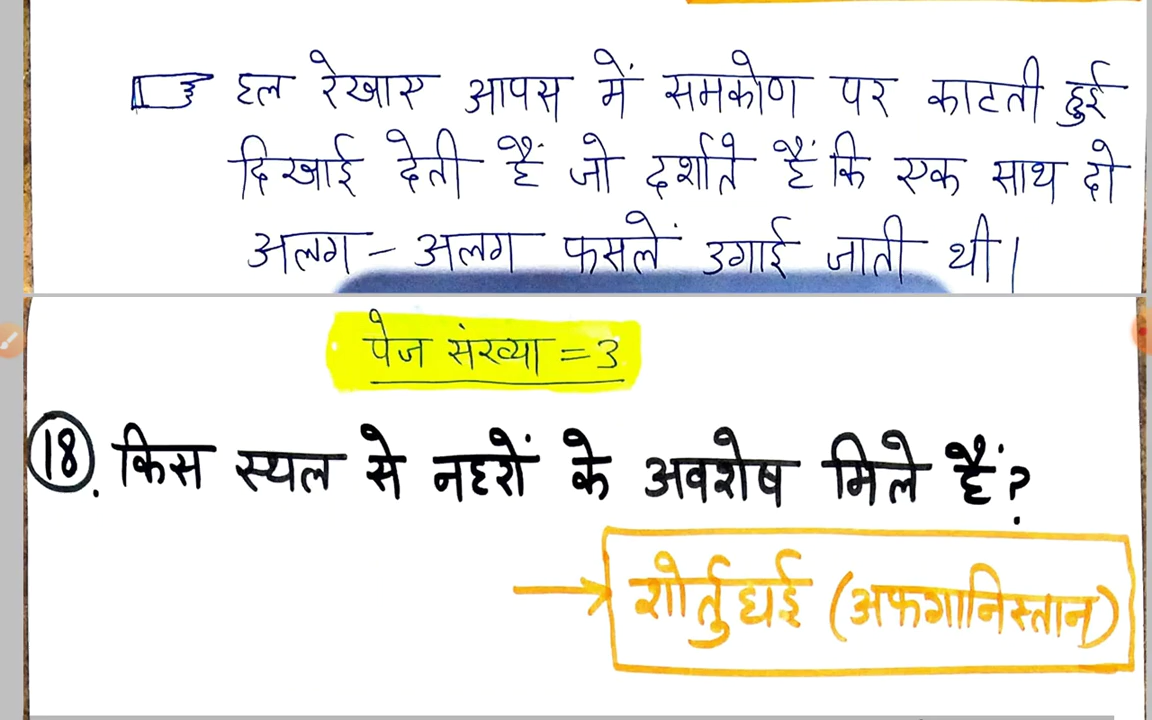 हल रेखाए आपस में समकोण पर काटती हुई
दिखाई देती हैं जो दर्शाते हैं कि एक साथ दो
अलग - अलग फसलें उगाई जाती थी।
पेज संख्या = 3
18. किस स्थल से नहरों के अवशेष मिले हैं?
→ शोर्तुघई (अफगानिस्तान)